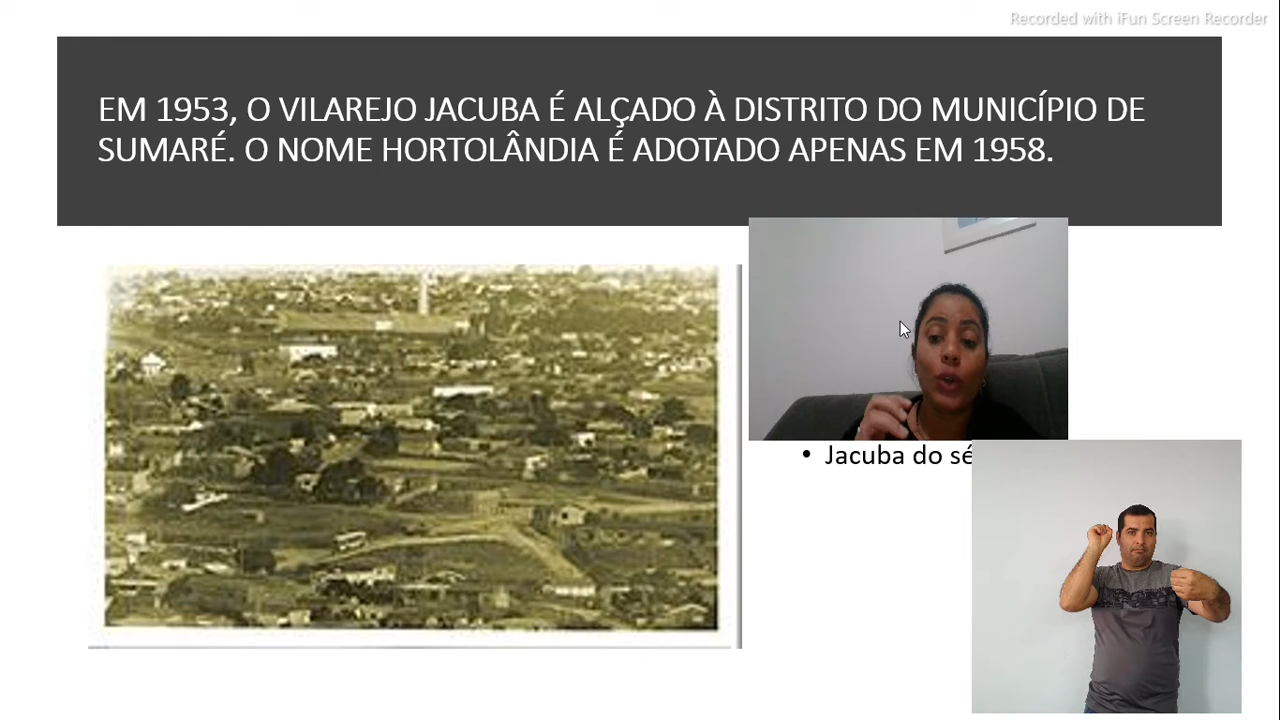 Recorded with iFun Screen Recorder
EM 1953, O VILAREJO JACUBA É ALÇADO À DISTRITO DO MUNICÍPIO DE
SUMARÉ. O NOME HORTOLÂNDIA É ADOTADO APENAS EM 1958.
• Jacuba do sé